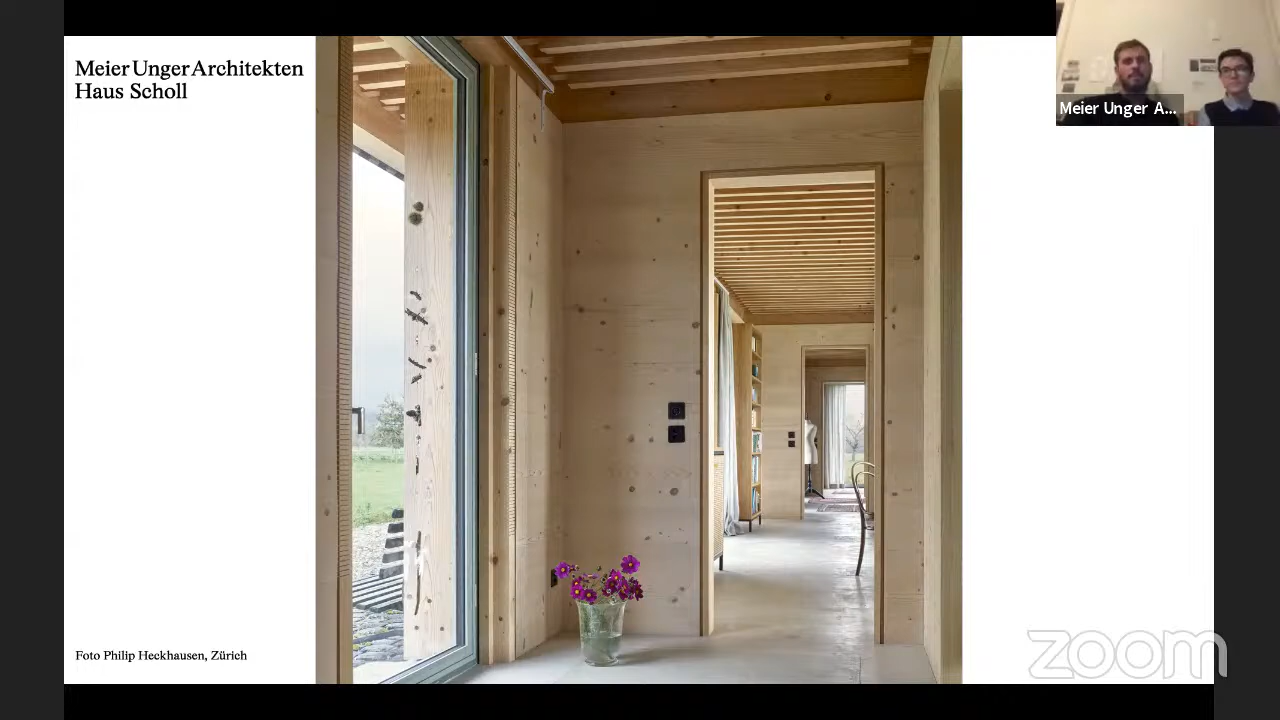 Meier Unger Architekten
Haus Scholl
Meier Unger A...
Foto Philip Heckhausen, Zürich
zoom